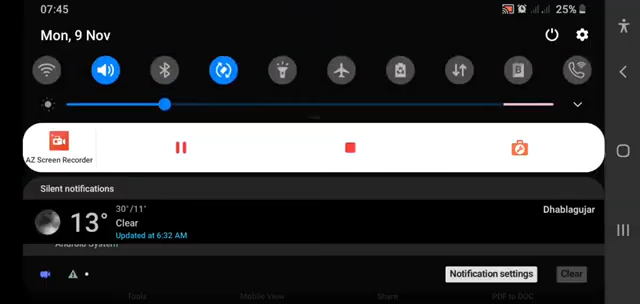 07:45
25%
Mon, 9 Nov
AZ Screen Recorder
Silent notifications
13°
30°/11°
Clear
Updated at 6:32 AM
Dhablagujar
Android System
Notification settings
Clear
Tools
Mobile View
Share
PDF to DOC